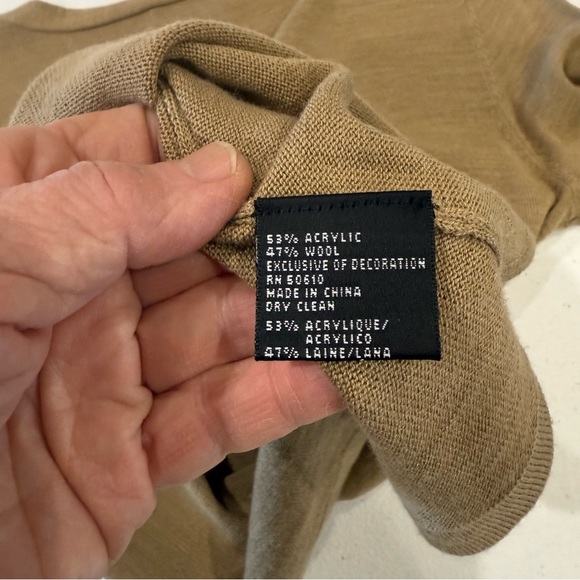 53% ACRYLIC
47% WOOL
EXCLUSIVE OF DECORATION
RN 50610
MADE IN CHINA
DRY CLEAN
53% ACRYLIQUE/
ACRYLICO
47% LAINE/LANA